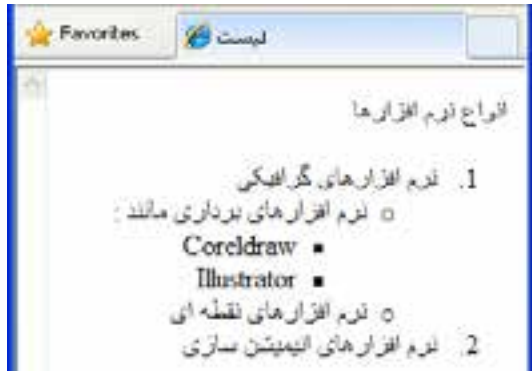 Favorites
لیست
انواع نرم افزارها
1. نرم افزارهای گرافیکی
o نرم افزارهای برداری مانند :
▪ Coreldraw
▪ Illustrator
o نرم افزارهای نقطه ای
2. نرم افزارهای انیمیشن سازی